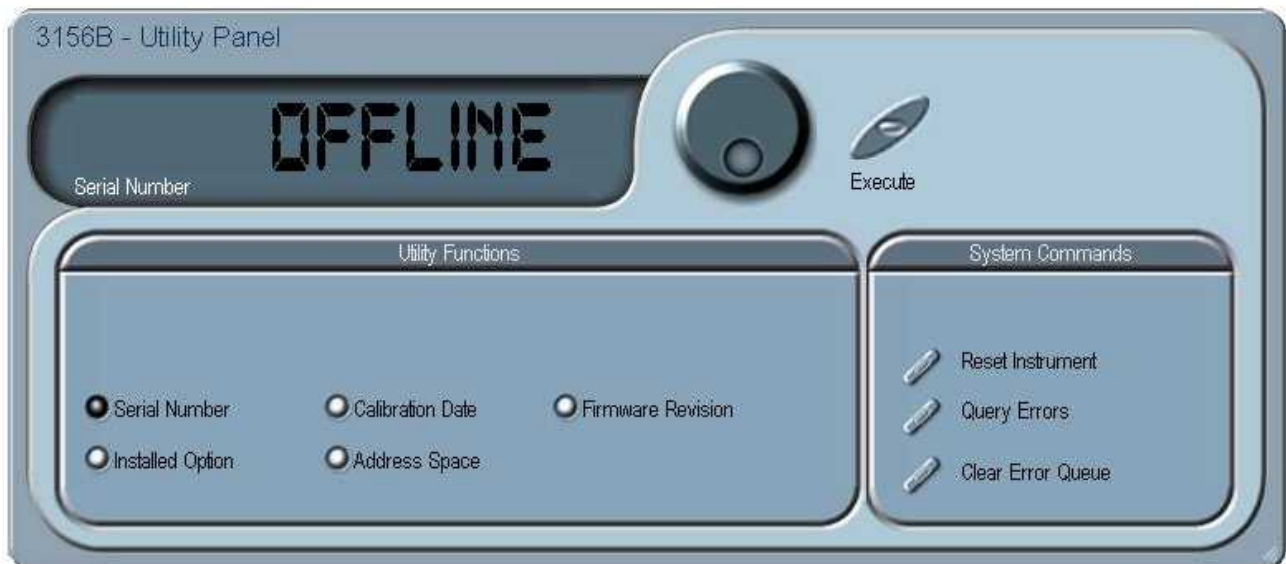 3156B - Utility Panel
OFFLINE
Serial Number
Execute
Utility Functions
Serial Number
Calibration Date
Firmware Revision
Installed Option
Address Space
System Commands
Reset Instrument
Query Errors
Clear Error Queue